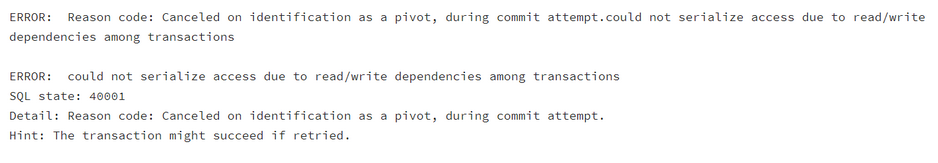 ERROR:  Reason code: Canceled on identification as a pivot, during commit attempt.could not serialize access due to read/write
dependencies among transactions
ERROR:  could not serialize access due to read/write dependencies among transactions
SQL state: 40001
Detail: Reason code: Canceled on identification as a pivot, during commit attempt.
Hint: The transaction might succeed if retried.